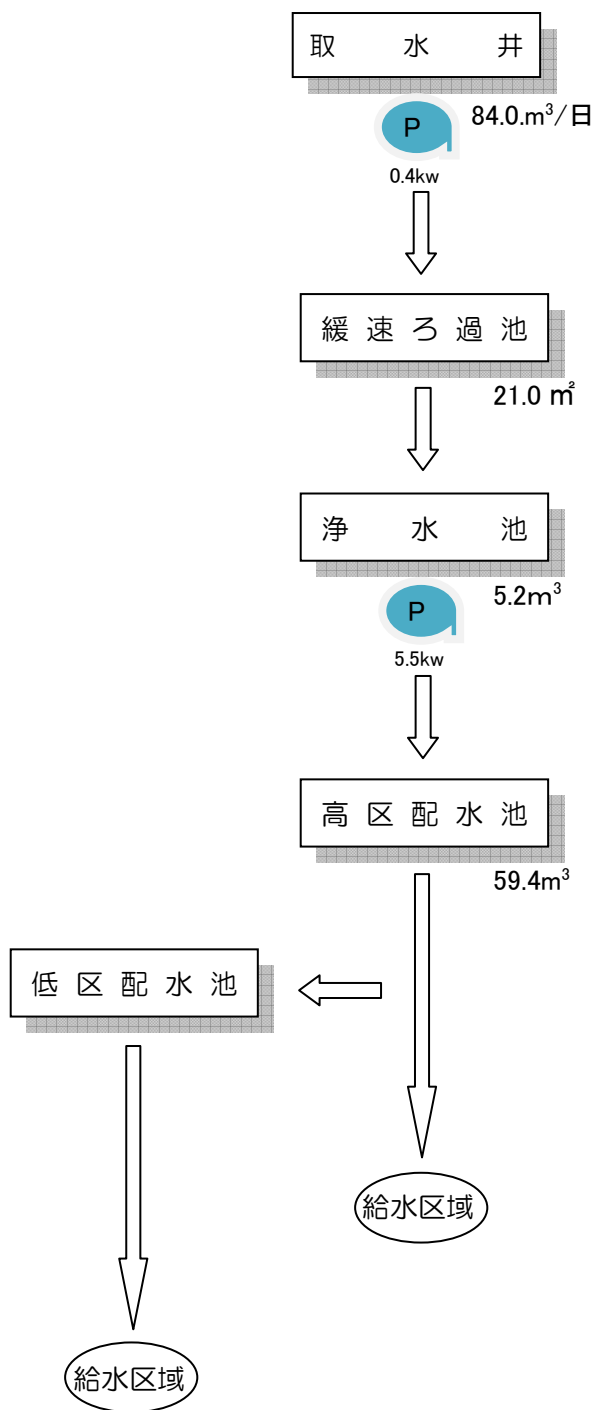 取水井
84.0.m³/日
P
0.4kw
緩速ろ過池
21.0 ㎡
浄水池
5.2m³
P
5.5kw
高区配水池
59.4m³
低区配水池
給水区域
給水区域